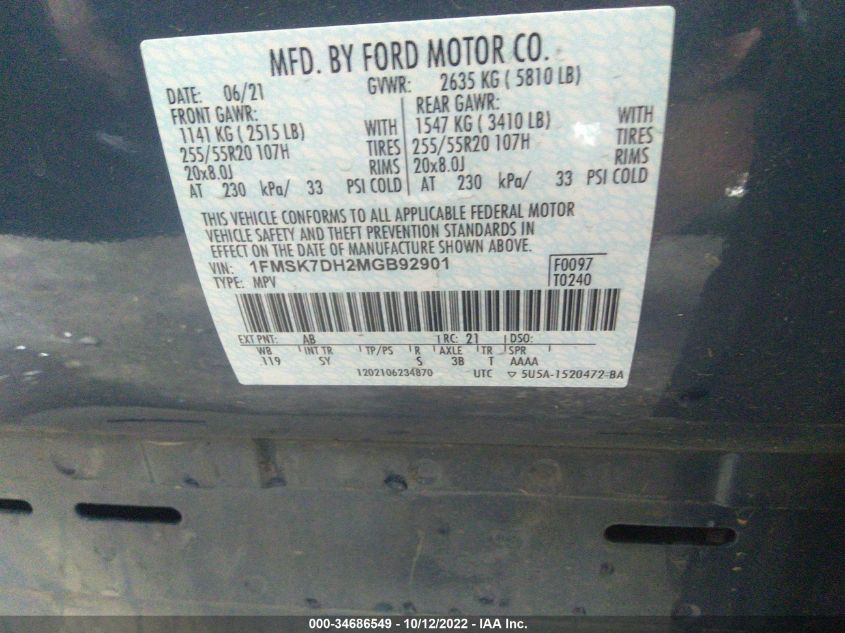 MFD. BY FORD MOTOR CO.
DATE: 06/21 GVWR: 2635 KG ( 5810 LB)
FRONT GAWR: REAR GAWR:
1141 KG ( 2515 LB) WITH 1547 KG ( 3410 LB) WITH
255/55R20 107H TIRES 255/55R20 107H TIRES
20x8.0J RIMS 20x8.0J RIMS
AT 230 kPa/ 33 PSI COLD AT 230 kPa/ 33 PSI COLD
THIS VEHICLE CONFORMS TO ALL APPLICABLE FEDERAL MOTOR
VEHICLE SAFETY AND THEFT PREVENTION STANDARDS IN
EFFECT ON THE DATE OF MANUFACTURE SHOWN ABOVE.
VIN: 1FMSK7DH2MGB92901 F0097
TYPE: MPV T0240
EXT PNT: AB RC: 21 DSO:
WB INT TR TP/PS R AXLE TR SPR
119 5Y S 3B T AAAA
1202106234870 UTC ▽ 5U5A-1520472-BA
000-34686549 - 10/12/2022 - IAA Inc.